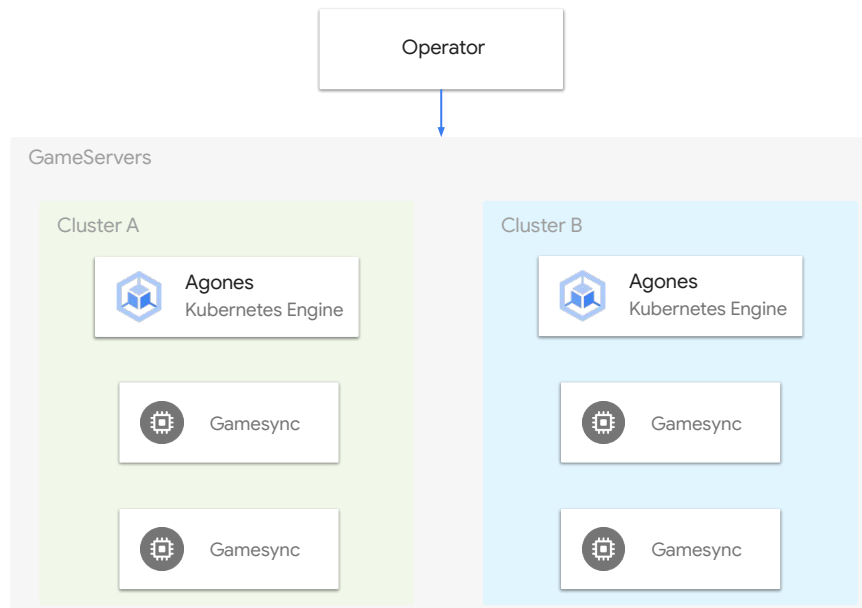 Operator
GameServers
Cluster A
Agones
Kubernetes Engine
Gamesync
Gamesync
Cluster B
Agones
Kubernetes Engine
Gamesync
Gamesync